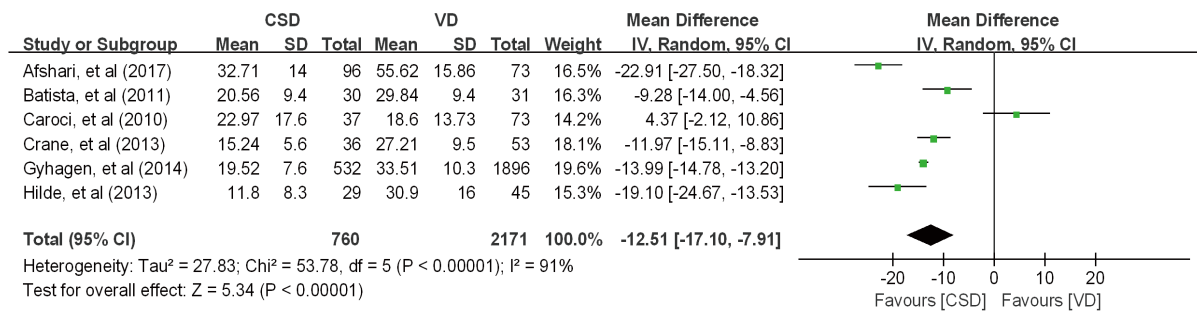 CSD VD Mean Difference Mean Difference
Study or Subgroup Mean SD Total Mean SD Total Weight IV, Random, 95% CI IV, Random, 95% CI
Afshari, et al (2017) 32.71 14 96 55.62 15.86 73 16.5% -22.91 [-27.50, -18.32]
Batista, et al (2011) 20.56 9.4 30 29.84 9.4 31 16.3% -9.28 [-14.00, -4.56]
Caroci, et al (2010) 22.97 17.6 37 18.6 13.73 73 14.2% 4.37 [-2.12, 10.86]
Crane, et al (2013) 15.24 5.6 36 27.21 9.5 53 18.1% -11.97 [-15.11, -8.83]
Gyhagen, et al (2014) 19.52 7.6 532 33.51 10.3 1896 19.6% -13.99 [-14.78, -13.20]
Hilde, et al (2013) 11.8 8.3 29 30.9 16 45 15.3% -19.10 [-24.67, -13.53]
Total (95% CI) 760 2171 100.0% -12.51 [-17.10, -7.91]
Heterogeneity: Tau² = 27.83; Chi² = 53.78, df = 5 (P < 0.00001); I² = 91%
Test for overall effect: Z = 5.34 (P < 0.00001)
-20 -10 0 10 20
Favours [CSD] Favours [VD]